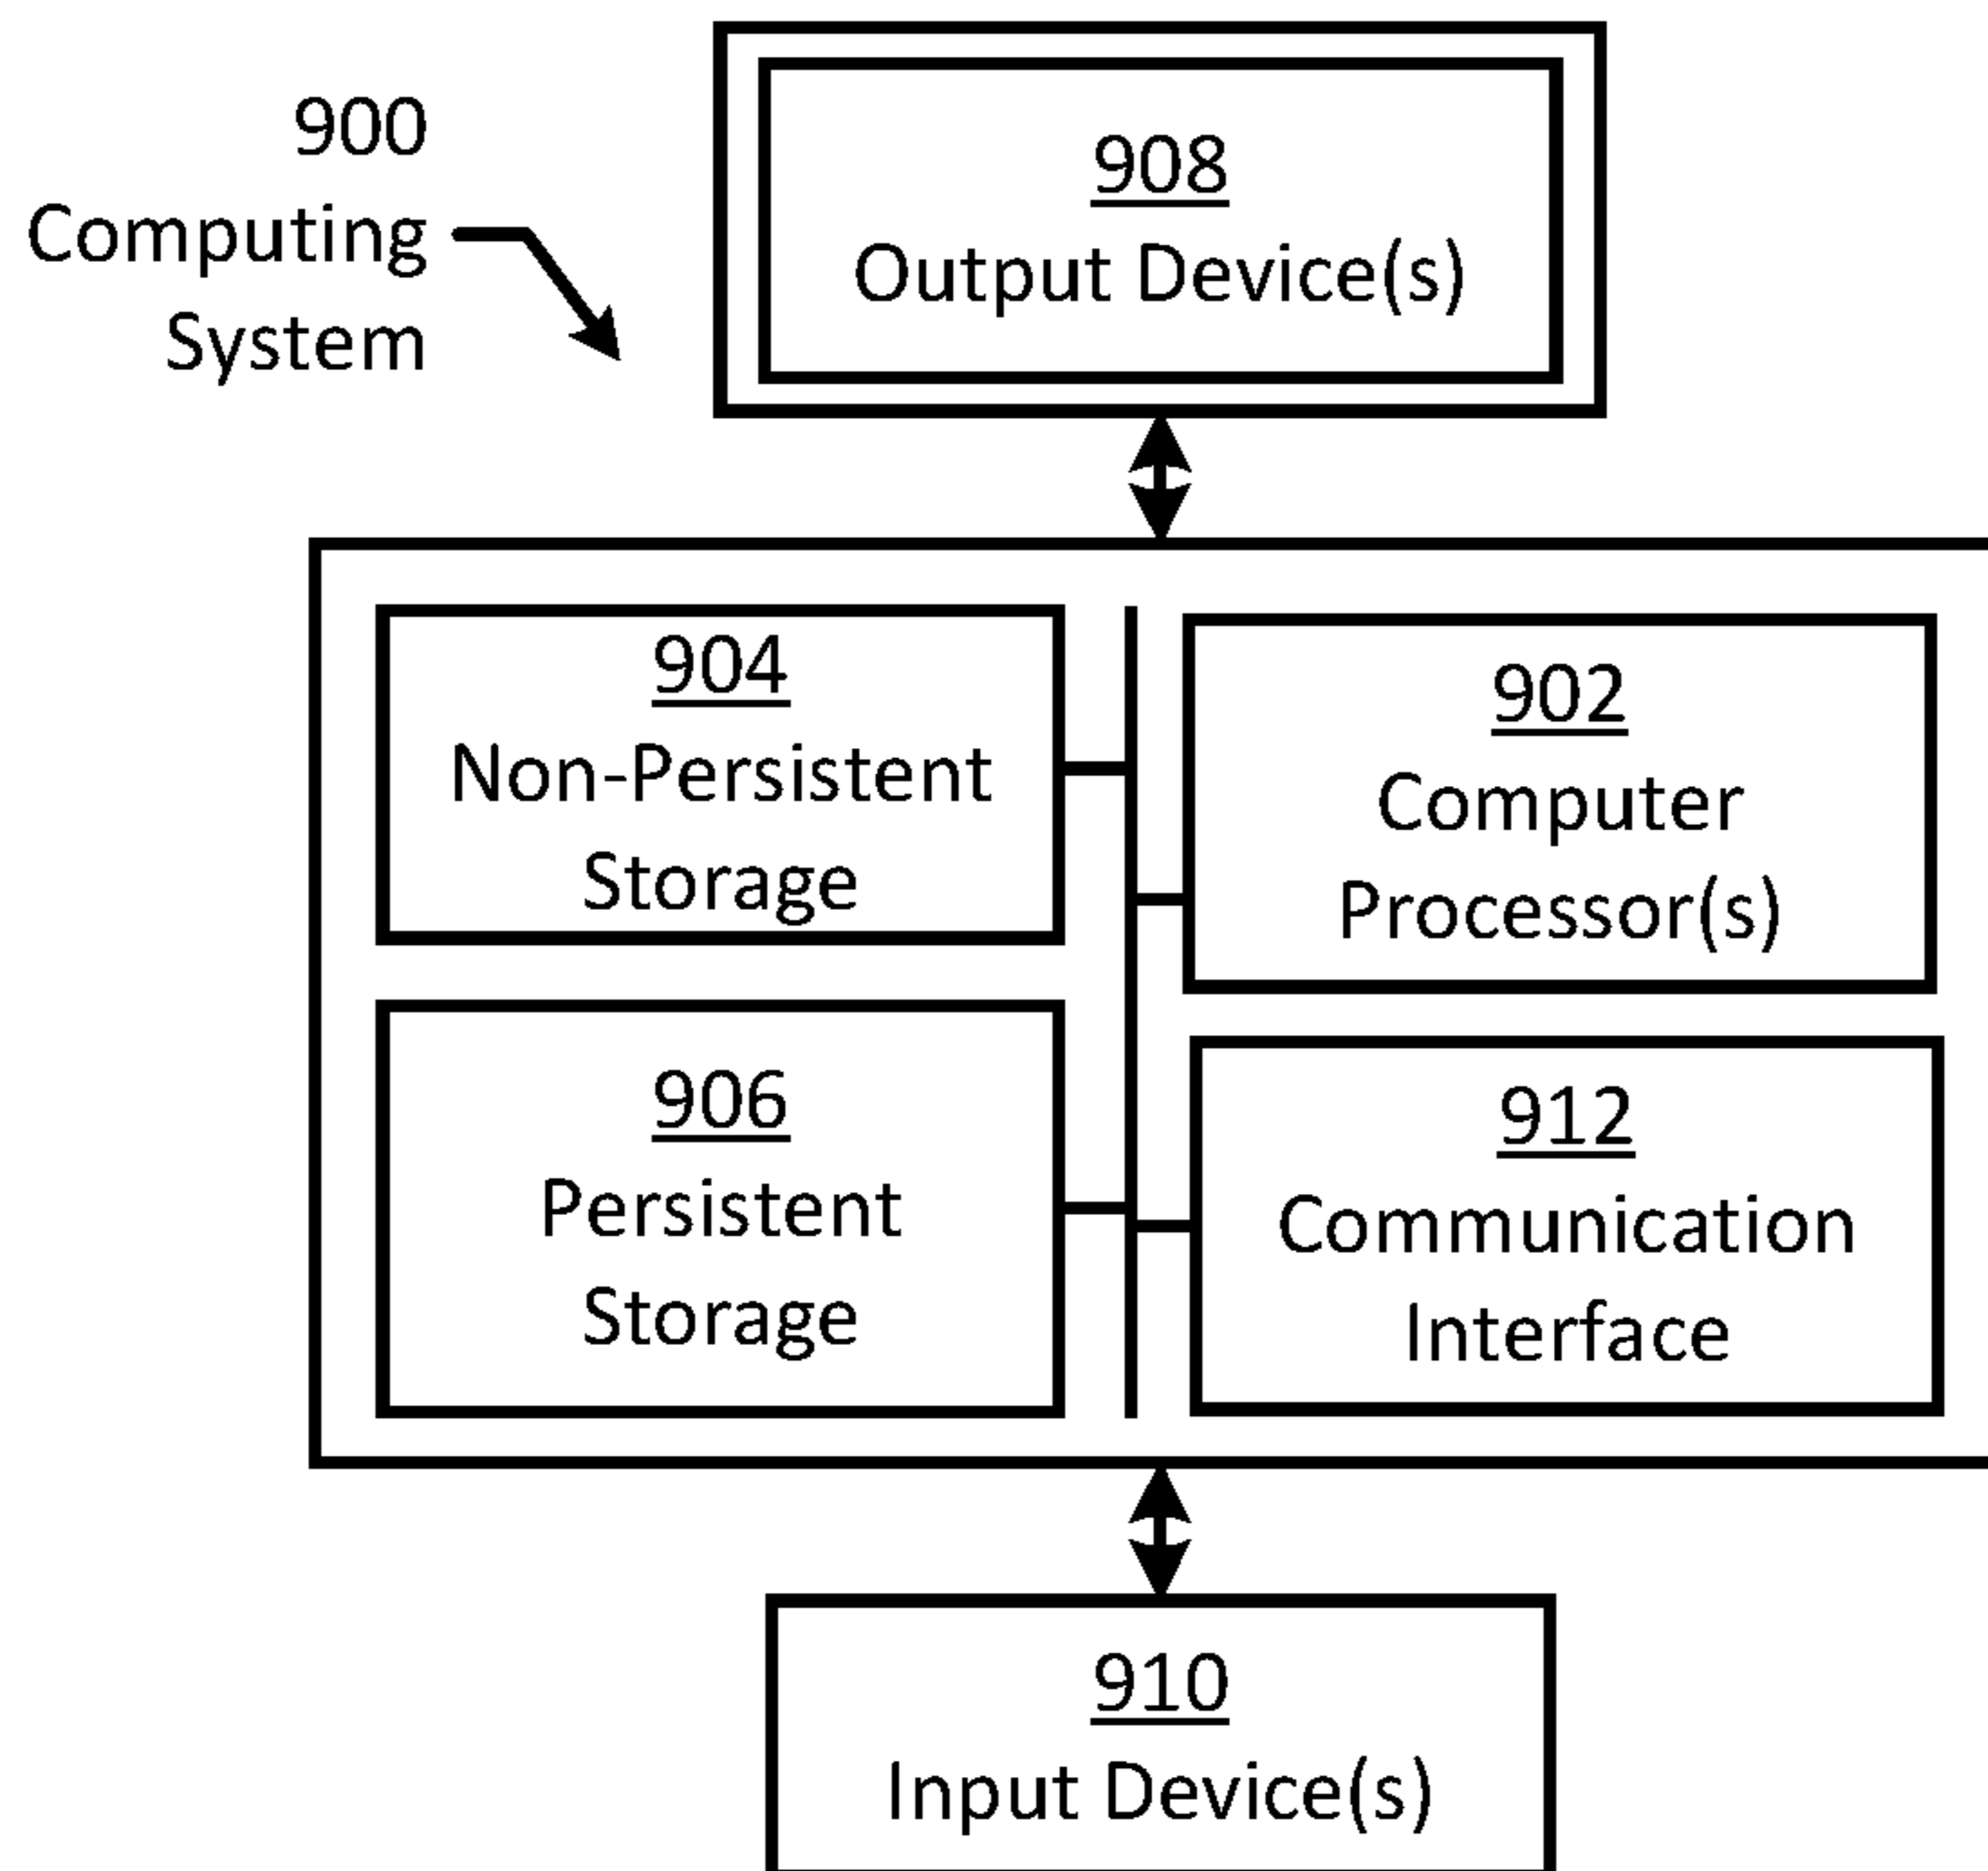 900
Computing
System
908
Output Device(s)
904
Non-Persistent
Storage
902
Computer
Processor(s)
906
Persistent
Storage
912
Communication
Interface
910
Input Device(s)